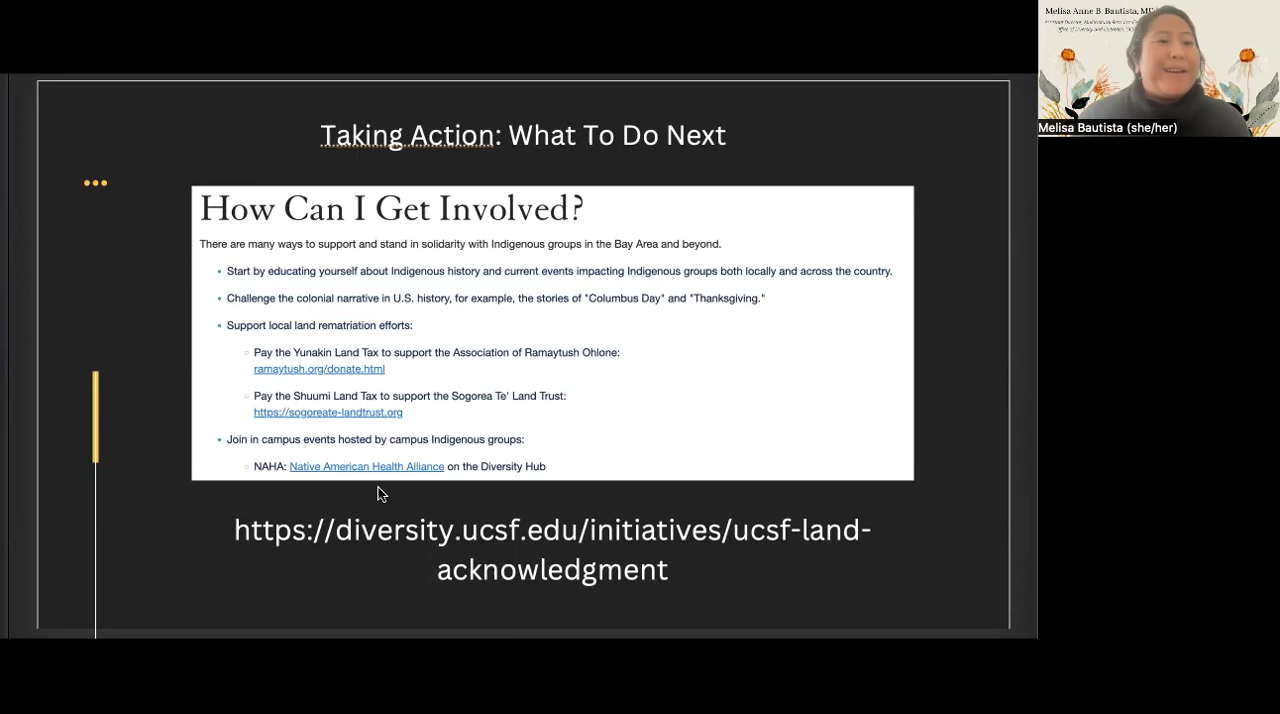 Melisa Anne B. Bautista,
Melisa Bautista (she/her)
Taking Action: What To Do Next
How Can I Get Involved?
There are many ways to support and stand in solidarity with Indigenous groups in the Bay Area and beyond.
• Start by educating yourself about Indigenous history and current events impacting Indigenous groups both locally and across the country.
• Challenge the colonial narrative in U.S. history, for example, the stories of "Columbus Day" and "Thanksgiving."
• Support local land rematriation efforts:
○ Pay the Yunakin Land Tax to support the Association of Ramaytush Ohlone:
ramaytush.org/donate.html
○ Pay the Shuumi Land Tax to support the Sogorea Te' Land Trust:
https://sogoreate-landtrust.org
• Join in campus events hosted by campus Indigenous groups:
○ NAHA: Native American Health Alliance on the Diversity Hub
https://diversity.ucsf.edu/initiatives/ucsf-land-
acknowledgment